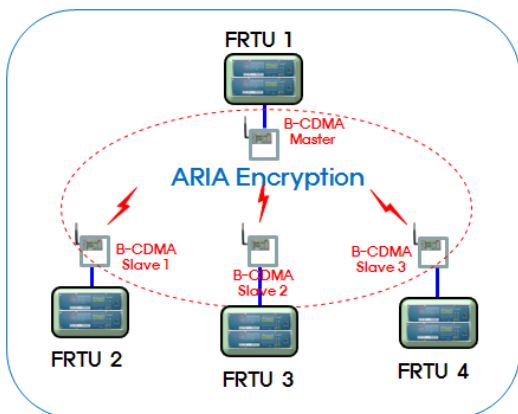 FRTU 1
B-CDMA
Master
ARIA Encryption
B-CDMA
Slave 1
B-CDMA
Slave 2
B-CDMA
Slave 3
FRTU 2
FRTU 3
FRTU 4